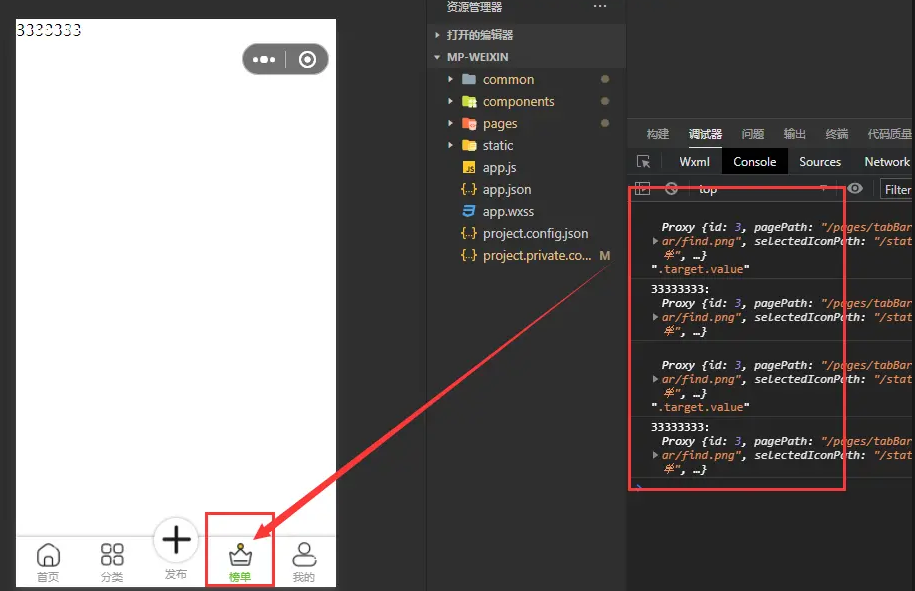 3333333
首页
分类
发布
榜单
我的
资源管理器
打开的编辑器
MP-WEIXIN
common
components
pages
static
app.js
app.json
app.wxss
project.config.json
project.private.co... M
构建 调试器 问题 输出 终端 代码质量
Wxml Console Sources Network
top Filter
Proxy {id: 3, pagePath: "/pages/tabBar
ar/find.png", selectedIconPath: "/stat
单", …}
".target.value"
33333333:
Proxy {id: 3, pagePath: "/pages/tabBar
ar/find.png", selectedIconPath: "/stat
单", …}
Proxy {id: 3, pagePath: "/pages/tabBar
ar/find.png", selectedIconPath: "/stat
单", …}
".target.value"
33333333:
Proxy {id: 3, pagePath: "/pages/tabBar
ar/find.png", selectedIconPath: "/stat
单", …}